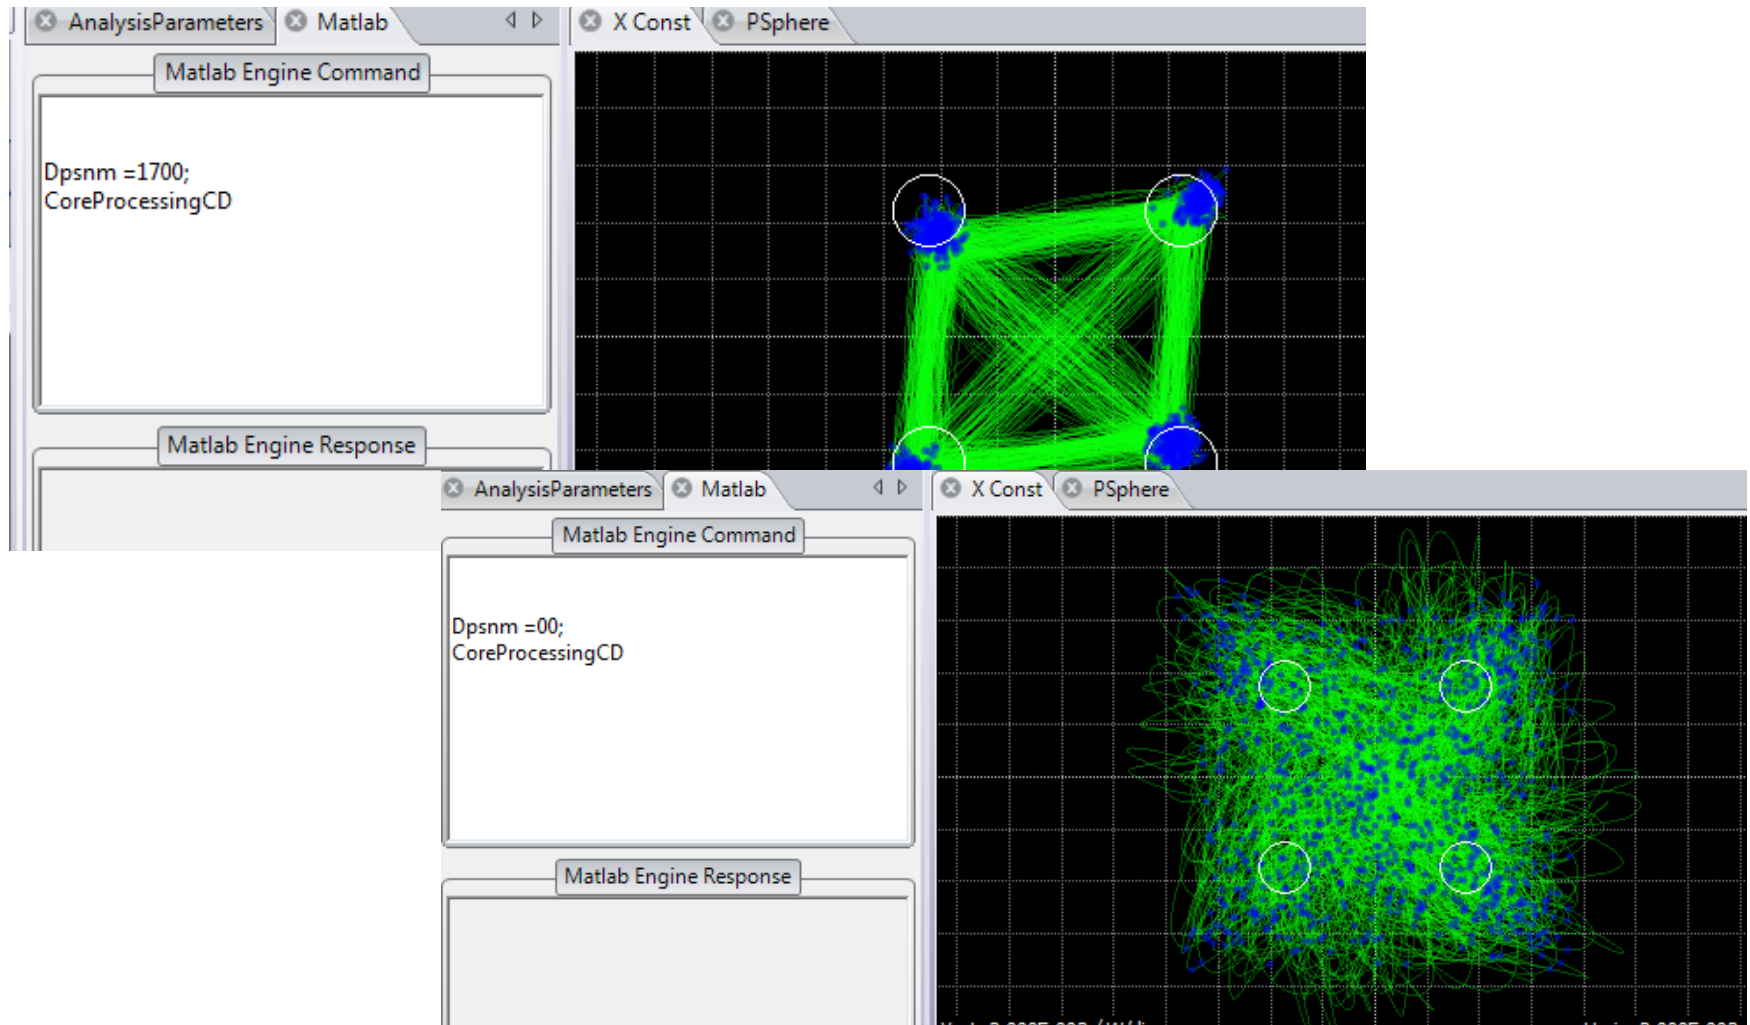 AnalysisParameters Matlab X Const PSphere
Matlab Engine Command
Dpsnm =1700;
CoreProcessingCD
Matlab Engine Response
AnalysisParameters Matlab X Const PSphere
Matlab Engine Command
Dpsnm =00;
CoreProcessingCD
Matlab Engine Response